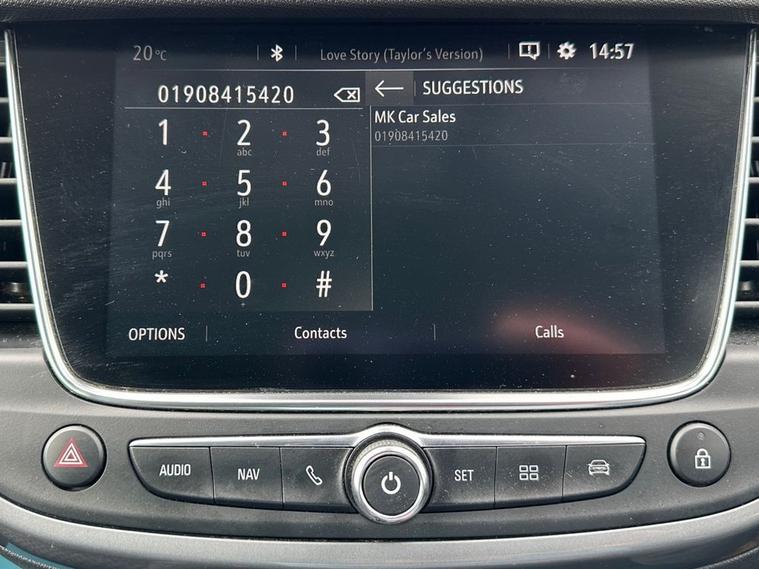 20°C Love Story (Taylor's Version) 14:57
01908415420 SUGGESTIONS
MK Car Sales
01908415420
1 2 3
abc def
4 5 6
ghi jkl mno
7 8 9
pqrs tuv wxyz
* 0 #
+
OPTIONS Contacts Calls
AUDIO NAV SET